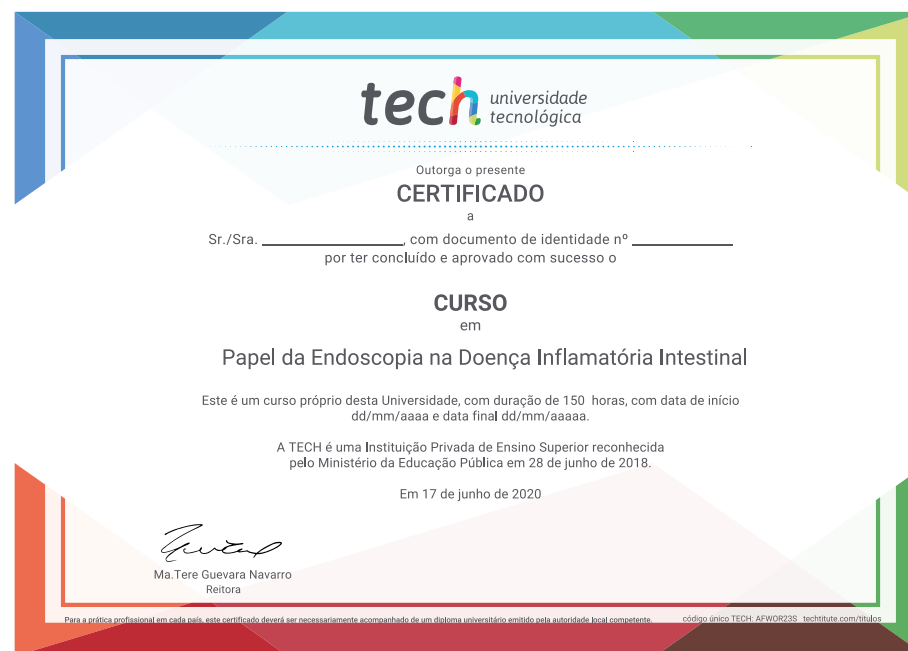 tech universidade
tecnológica
Outorga o presente
CERTIFICADO
a
Sr./Sra. ________________, com documento de identidade nº ______________
por ter concluído e aprovado com sucesso o
CURSO
em
Papel da Endoscopia na Doença Inflamatória Intestinal
Este é um curso próprio desta Universidade, com duração de 150 horas, com data de início
dd/mm/aaaa e data final dd/mm/aaaaa.
A TECH é uma Instituição Privada de Ensino Superior reconhecida
pelo Ministério da Educação Pública em 28 de junho de 2018.
Em 17 de junho de 2020
Ma.Tere Guevara Navarro
Reitora
Para a prática profissional em cada país, este certificado deverá ser necessariamente acompanhado de um diploma universitário emitido pela autoridade local competente.
código único TECH: AFWOR23S techtitute.com/titulos